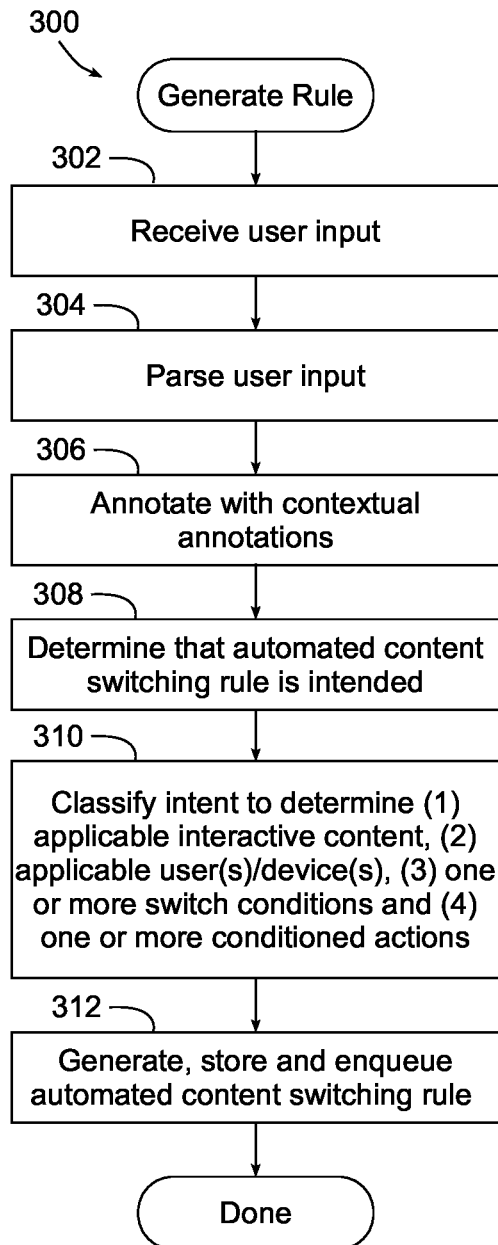 300
Generate Rule
302
Receive user input
304
Parse user input
306
Annotate with contextual
annotations
308
Determine that automated content
switching rule is intended
310
Classify intent to determine (1)
applicable interactive content, (2)
applicable user(s)/device(s), (3) one
or more switch conditions and (4)
one or more conditioned actions
312
Generate, store and enqueue
automated content switching rule
Done